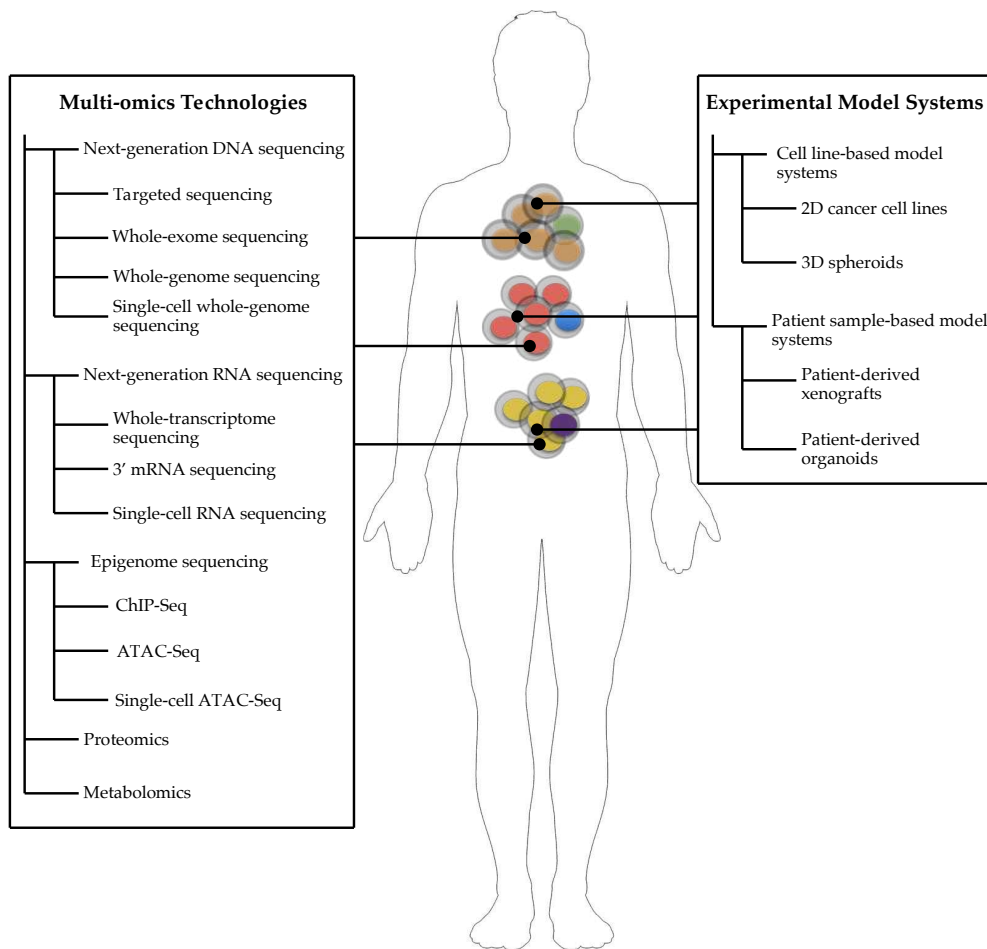 Multi-omics Technologies
Next-generation DNA sequencing
Targeted sequencing
Whole-exome sequencing
Whole-genome sequencing
Single-cell whole-genome
sequencing
Next-generation RNA sequencing
Whole-transcriptome
sequencing
3′ mRNA sequencing
Single-cell RNA sequencing
Epigenome sequencing
ChIP-Seq
ATAC-Seq
Single-cell ATAC-Seq
Proteomics
Metabolomics
Experimental Model Systems
Cell line-based model
systems
2D cancer cell lines
3D spheroids
Patient sample-based model
systems
Patient-derived
xenografts
Patient-derived
organoids